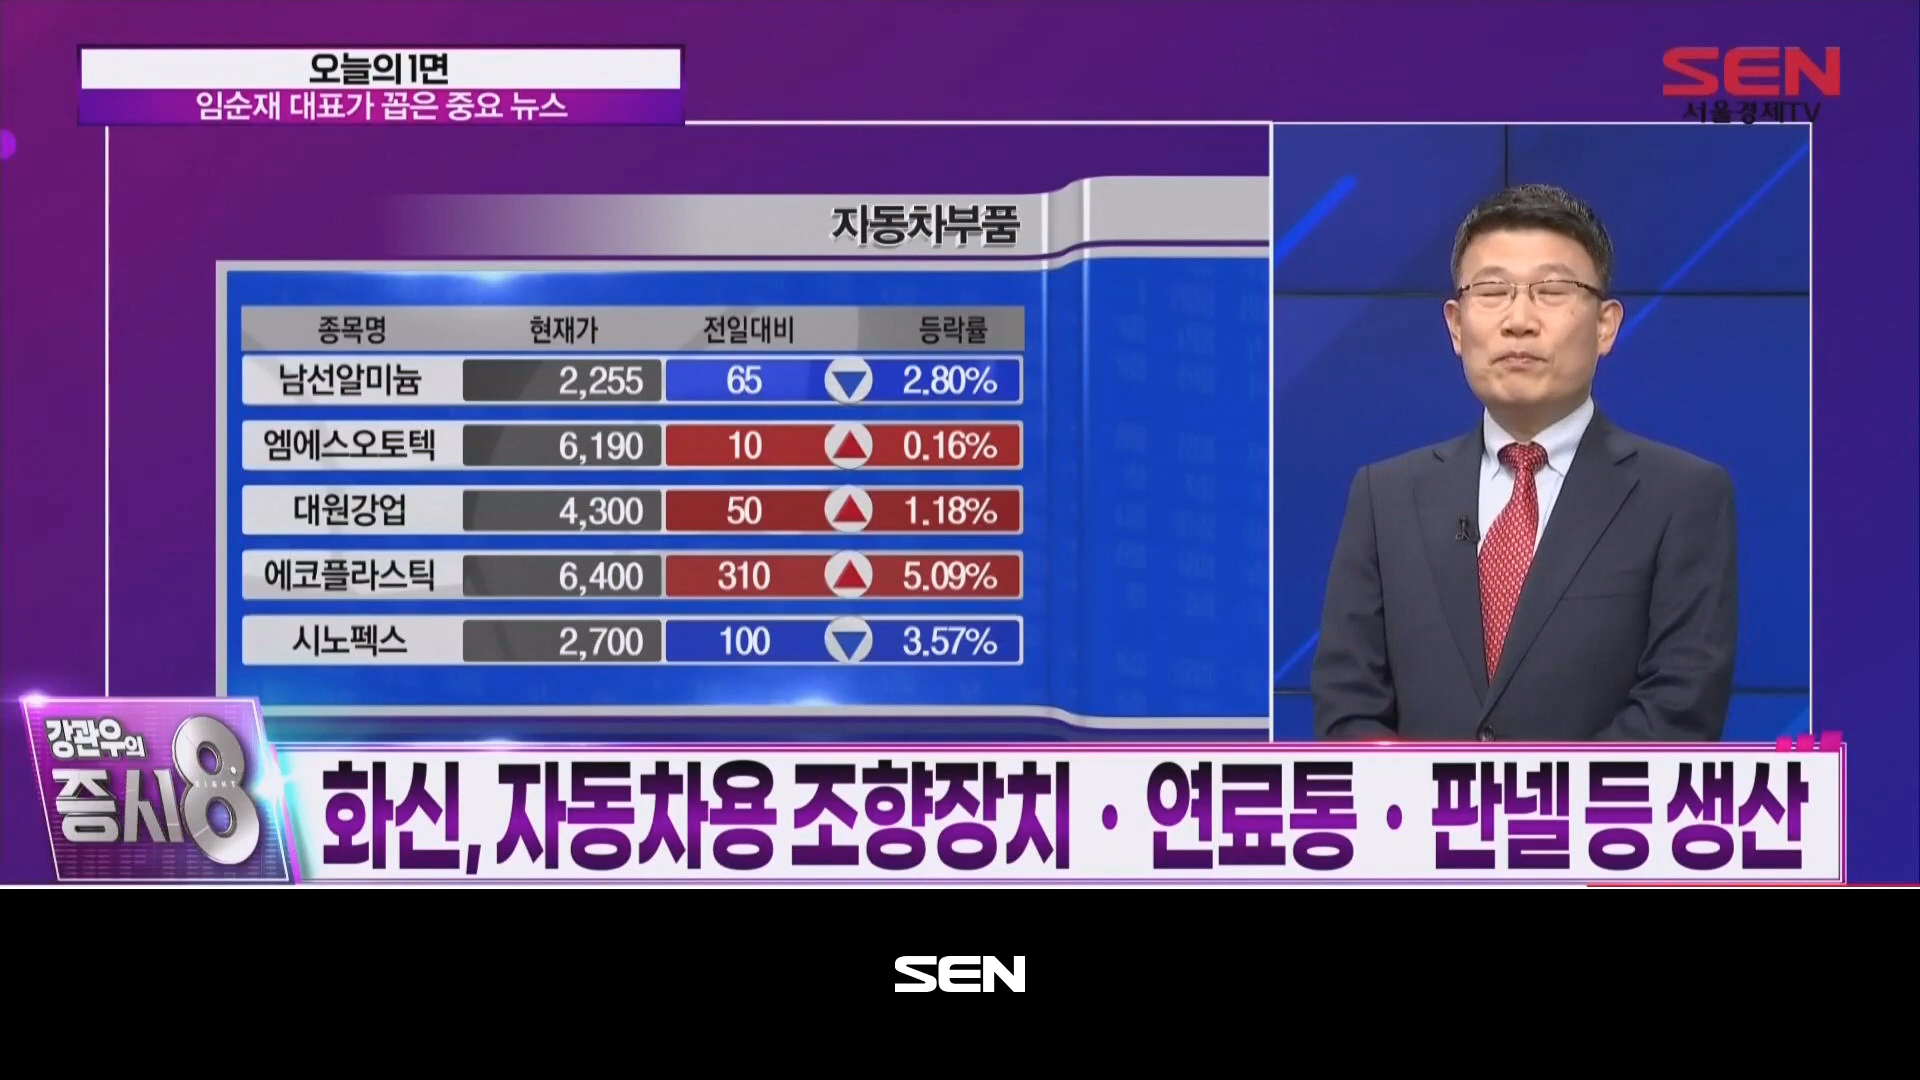 오늘의 1면
임순재 대표가 꼽은 중요 뉴스
SEN
서울경제TV
자동차부품
종목명 현재가 전일대비 등락률
남선알미늄 2,255 65 ▼ 2.80%
엠에스오토텍 6,190 10 ▲ 0.16%
대원강업 4,300 50 ▲ 1.18%
에코플라스틱 6,400 310 ▲ 5.09%
시노펙스 2,700 100 ▼ 3.57%
강관우의
증시8
화신, 자동차용 조향장치 · 연료통 · 판넬 등 생산
SEN